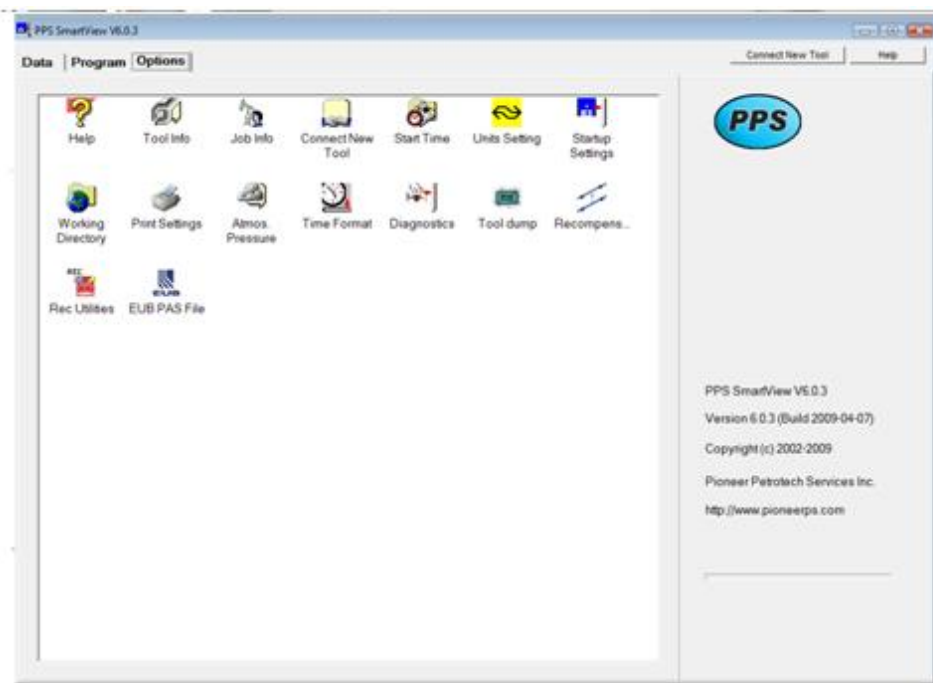 PPS SmartView V6.0.3
Data Program Options
Connect New Tool Help
Help Tool Info Job Info Connect New Tool Start Time Units Setting Startup Settings
Working Directory Print Settings Atmos. Pressure Time Format Diagnostics Tool dump Recompens...
REC
EUB
Rec Utilities EUB PAS File
PPS
PPS SmartView V6.0.3
Version 6.0.3 (Build 2009-04-07)
Copyright (c) 2002-2009
Pioneer Petrotech Services Inc.
http://www.pioneerps.com